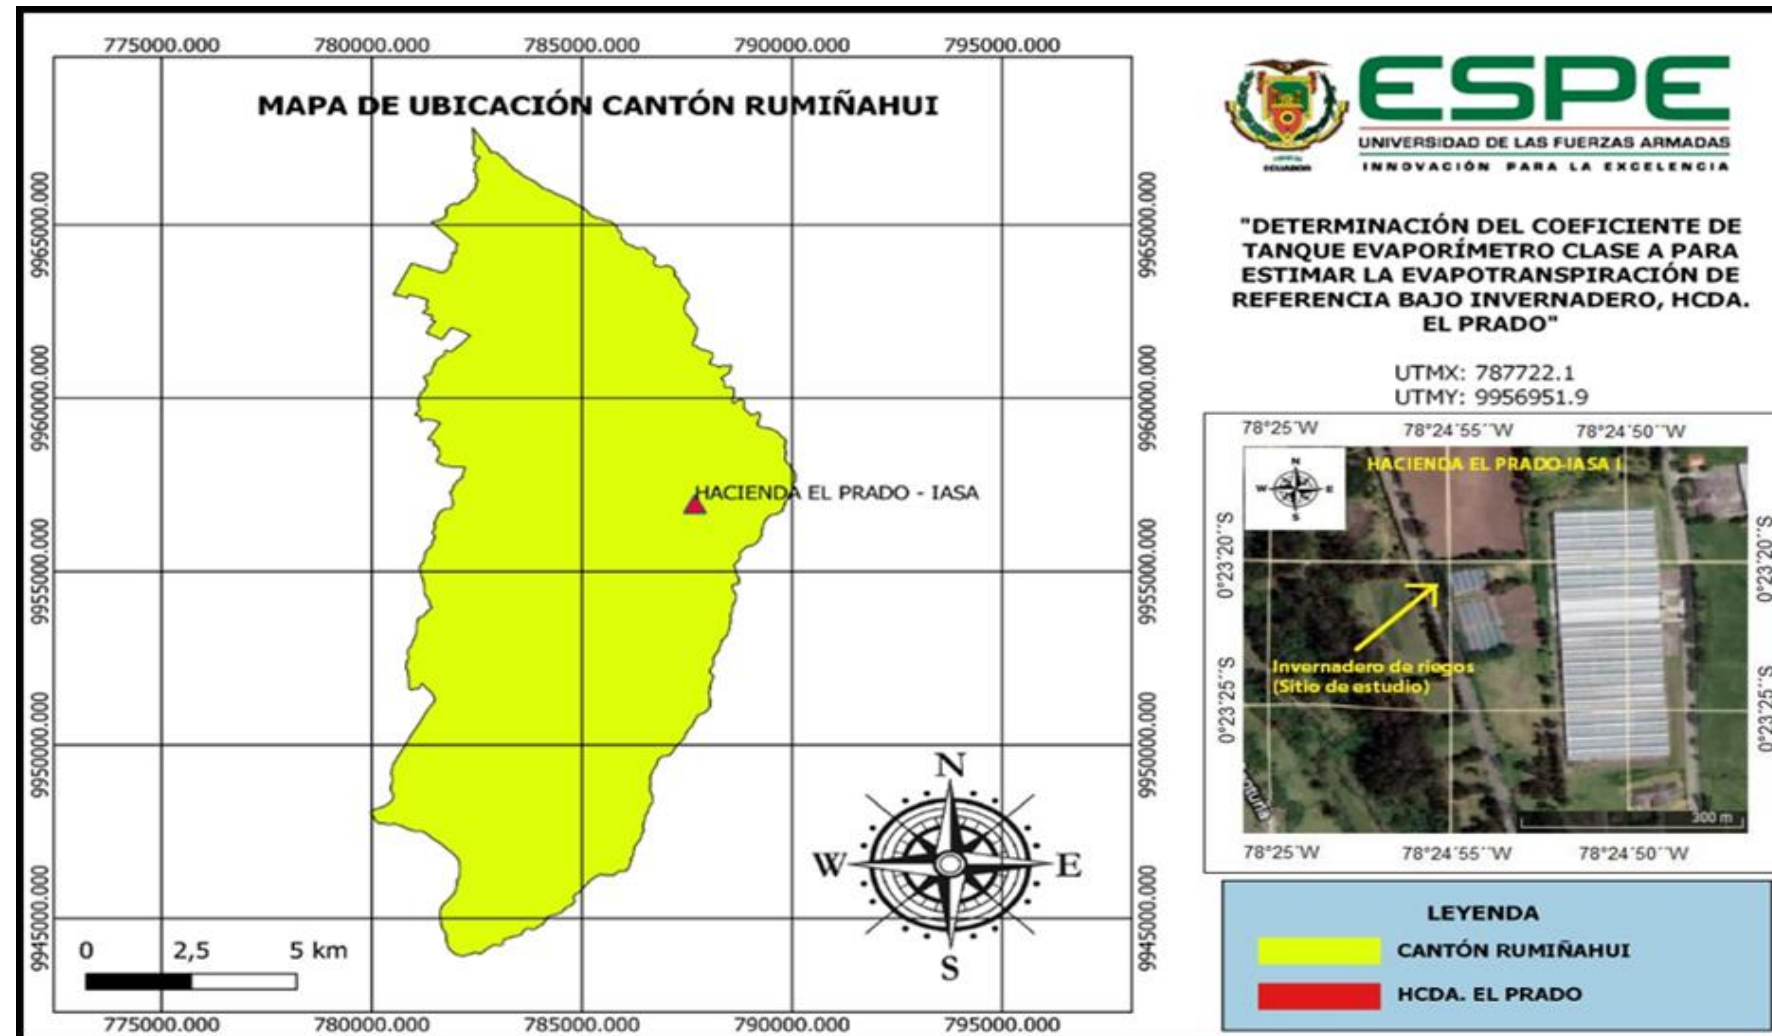 775000.000 780000.000 785000.000 790000.000 795000.000
MAPA DE UBICACIÓN CANTÓN RUMIÑAHUI
9965000.000
9960000.000
9955000.000
9950000.000
9945000.000
9965000.000
9960000.000
9955000.000
9950000.000
9945000.000
HACIENDA EL PRADO - IASA
N
W E
S
0 2,5 5 km
775000.000 780000.000 785000.000 790000.000 795000.000
ECUADOR
ESPE
UNIVERSIDAD DE LAS FUERZAS ARMADAS
INNOVACIÓN PARA LA EXCELENCIA
"DETERMINACIÓN DEL COEFICIENTE DE
TANQUE EVAPORÍMETRO CLASE A PARA
ESTIMAR LA EVAPOTRANSPIRACIÓN DE
REFERENCIA BAJO INVERNADERO, HCDA.
EL PRADO"
UTMX: 787722.1
UTMY: 9956951.9
78°25´W 78°24´55´´W 78°24´50´´W
N
W E
S
HACIENDA EL PRADO-IASA I
0°23´20´´S
0°23´25´´S
0°23´20´´S
0°23´25´´S
Invernadero de riegos
(Sitio de estudio)
300 m
78°25´W 78°24´55´´W 78°24´50´´W
LEYENDA
CANTÓN RUMIÑAHUI
HCDA. EL PRADO